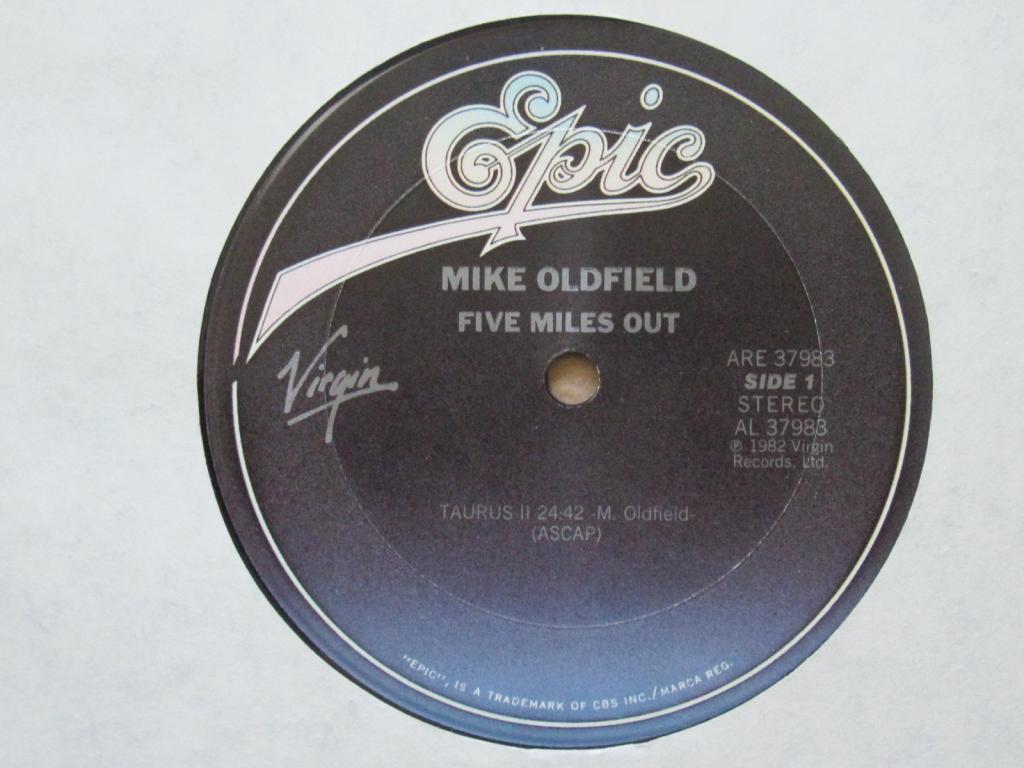 Epic
MIKE OLDFIELD
FIVE MILES OUT
Virgin
ARE 37983
SIDE 1
STEREO
AL 37983
℗ 1982 Virgin
Records, Ltd.
TAURUS II 24:42 -M. Oldfield-
(ASCAP)
"EPIC", IS A TRADEMARK OF CBS INC./MARCA REG.